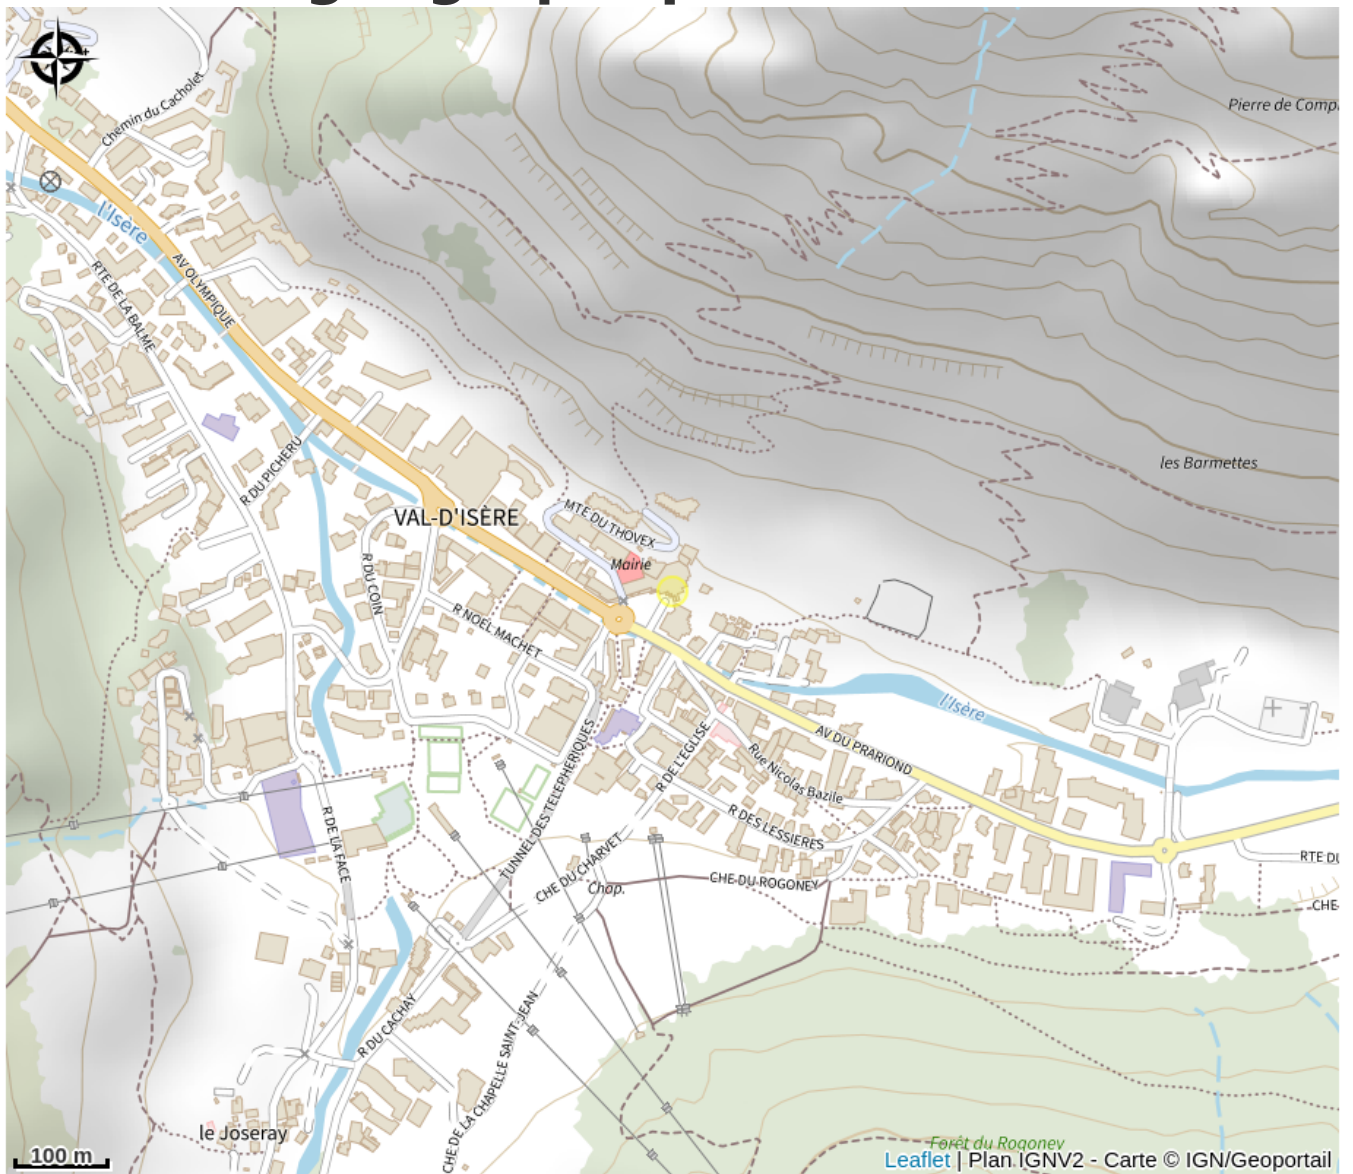 Chemin du Cacholet
Pierre de Comp
l'Isère
AV OLYMPIQUE
RTE DE LA BALME
les Barmettes
R DU PICHERU
VAL-D'ISÈRE
MTE DU THOVEX
Mairie
R DU COIN
R NOEL MACHET
l'Isère
AV DU PRARIOND
R DE L'EGLISE
Rue Nicolas Bazile
TUNNEL DES TELEPHERIQUES
R DES LESSIERES
R DE LA FACE
CHE DU CHARVET
Chap.
CHE DU ROGONEY
RTE DU
CHE
R DU CACHAY
CHE DE LA CHAPELLE SAINT-JEAN
le Joseray
Forêt du Rogoney
100 m
Leaflet | Plan IGNV2 - Carte © IGN/Geoportail